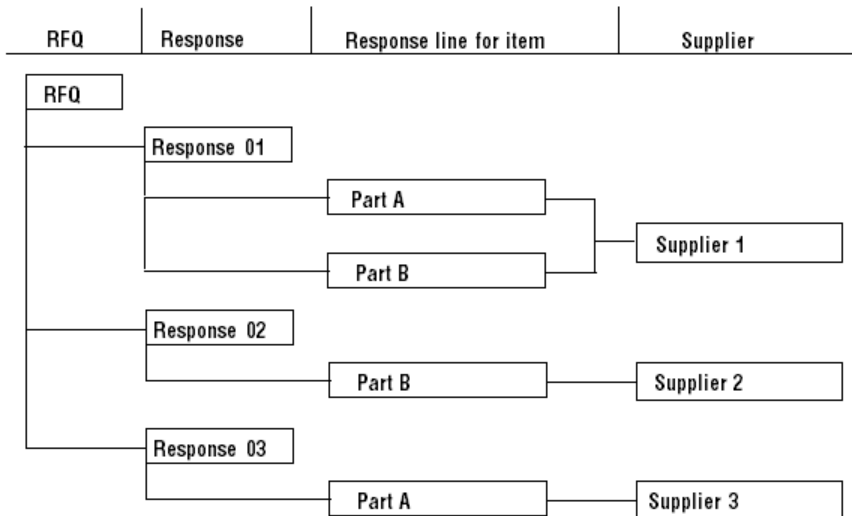 RFQ Response Response line for item Supplier
RFQ
Response 01
Part A
Supplier 1
Part B
Response 02
Part B Supplier 2
Response 03
Part A Supplier 3